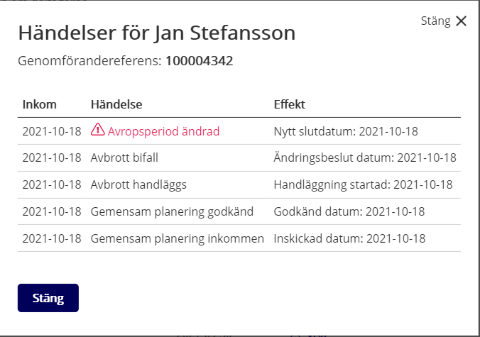 Stäng
Händelser för Jan Stefansson
Genomförandereferens: 100004342
Inkom Händelse Effekt
2021-10-18 Avropsperiod ändrad Nytt slutdatum: 2021-10-18
2021-10-18 Avbrott bifall Ändringsbeslut datum: 2021-10-18
2021-10-18 Avbrott handläggs Handläggning startad: 2021-10-18
2021-10-18 Gemensam planering godkänd Godkänd datum: 2021-10-18
2021-10-18 Gemensam planering inkommen Inskickad datum: 2021-10-18
Stäng